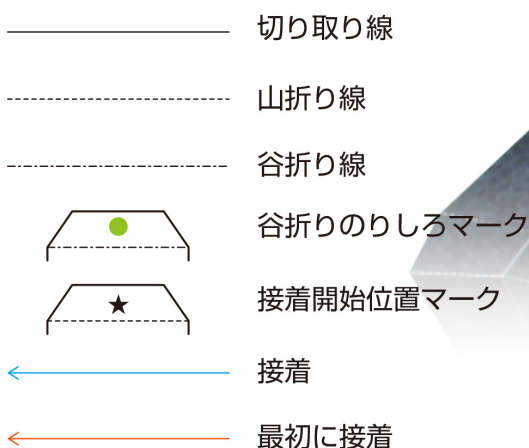 切り取り線
山折り線
谷折り線
谷折りのりしろマーク
接着開始位置マーク
接着
最初に接着